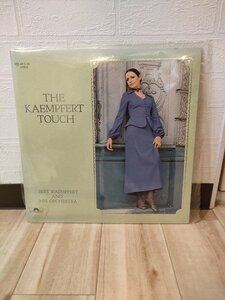 THE
KAEMPFERT
TOUCH
BERT KAEMPFERT
AND
HIS ORCHESTRA